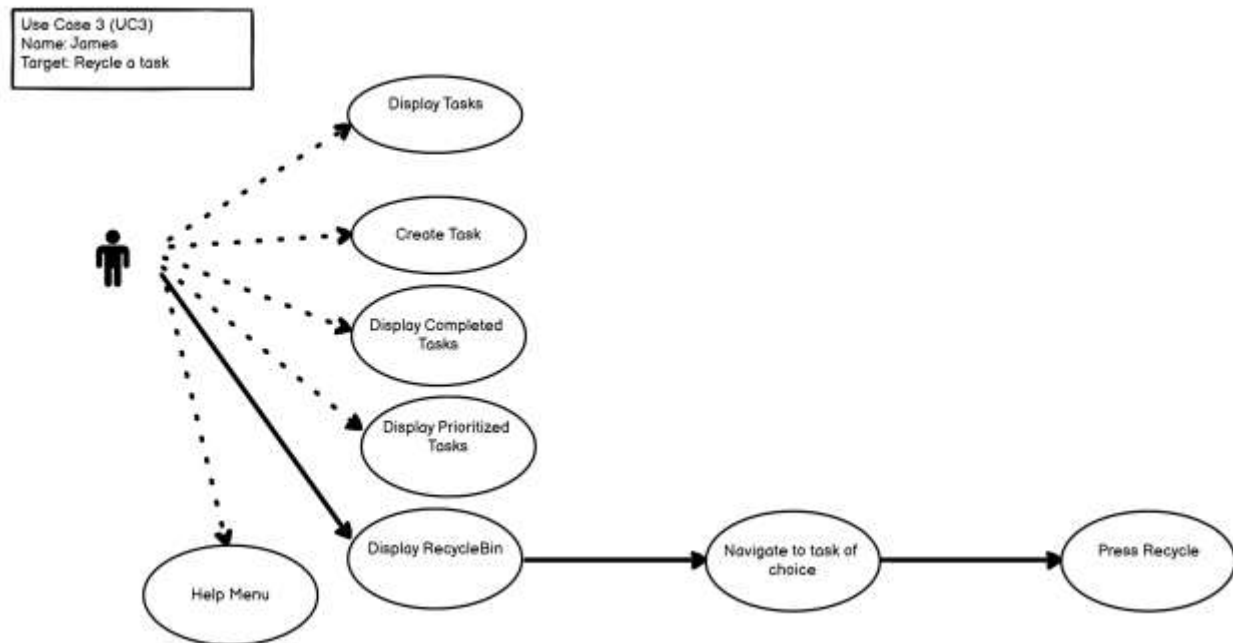 Use Case 3 (UC3)
Name: James
Target: Reycle a task
Display Tasks
Create Task
Display Completed
Tasks
Display Prioritized
Tasks
Display RecycleBin
Navigate to task of
choice
Press Recycle
Help Menu